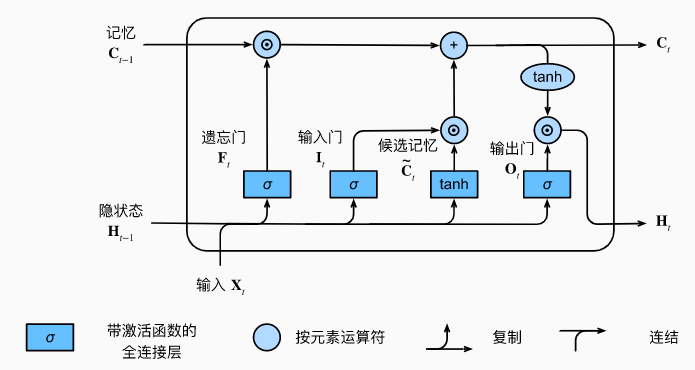 记忆
C_{t−1}
+
C_t
tanh
遗忘门
F_t
输入门
I_t
候选记忆
C̃_t
输出门
O_t
σ
σ
tanh
σ
隐状态
H_{t−1}
H_t
输入 X_t
σ
带激活函数的
全连接层
按元素运算符
复制
连结